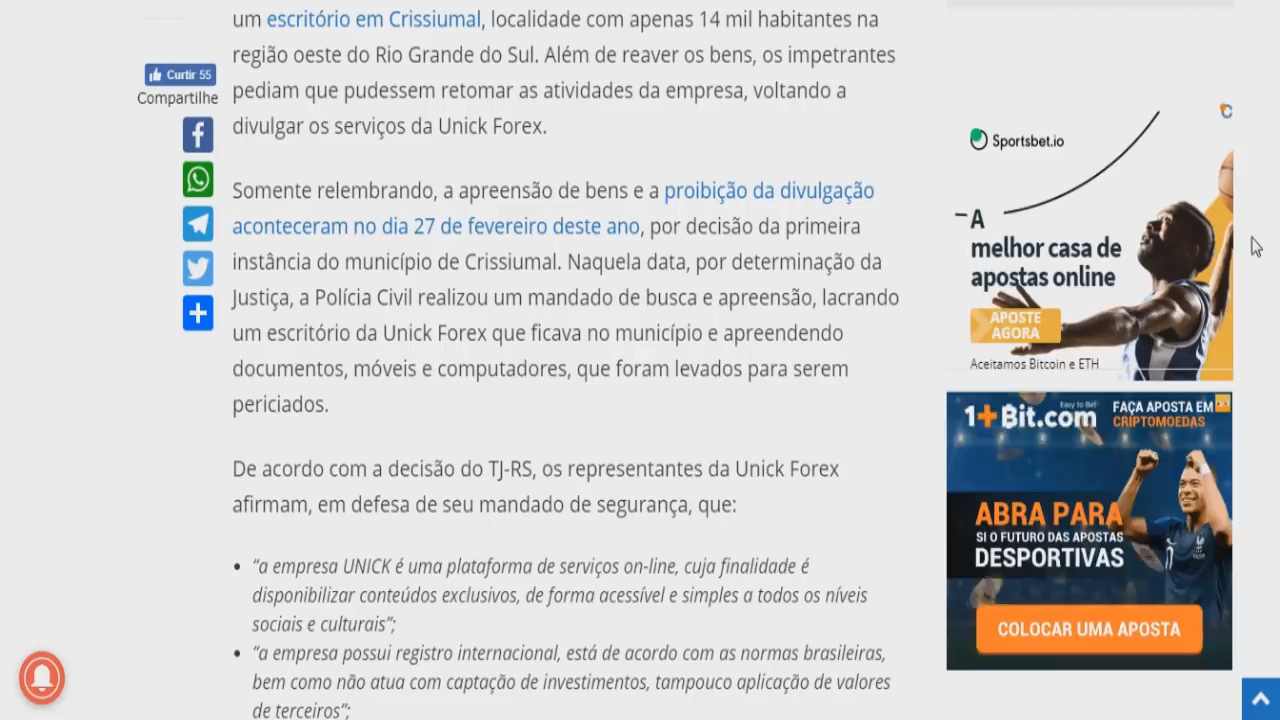 um escritório em Crissiumal, localidade com apenas 14 mil habitantes na
região oeste do Rio Grande do Sul. Além de reaver os bens, os impetrantes
pediam que pudessem retomar as atividades da empresa, voltando a
divulgar os serviços da Unick Forex.
Curtir 55
Compartilhe
Somente relembrando, a apreensão de bens e a proibição da divulgação
aconteceram no dia 27 de fevereiro deste ano, por decisão da primeira
instância do município de Crissiumal. Naquela data, por determinação da
Justiça, a Polícia Civil realizou um mandado de busca e apreensão, lacrando
um escritório da Unick Forex que ficava no município e apreendendo
documentos, móveis e computadores, que foram levados para serem
periciados.
De acordo com a decisão do TJ-RS, os representantes da Unick Forex
afirmam, em defesa de seu mandado de segurança, que:
• “a empresa UNICK é uma plataforma de serviços on-line, cuja finalidade é
disponibilizar conteúdos exclusivos, de forma acessível e simples a todos os níveis
sociais e culturais”;
• “a empresa possui registro internacional, está de acordo com as normas brasileiras,
bem como não atua com captação de investimentos, tampouco aplicação de valores
de terceiros”;
Sportsbet.io
A
melhor casa de
apostas online
APOSTE
AGORA
Aceitamos Bitcoin e ETH
1+Bit.com
Easy to Bet
FAÇA APOSTA EM
CRIPTOMOEDAS
ABRA PARA
SI O FUTURO DAS APOSTAS
DESPORTIVAS
COLOCAR UMA APOSTA